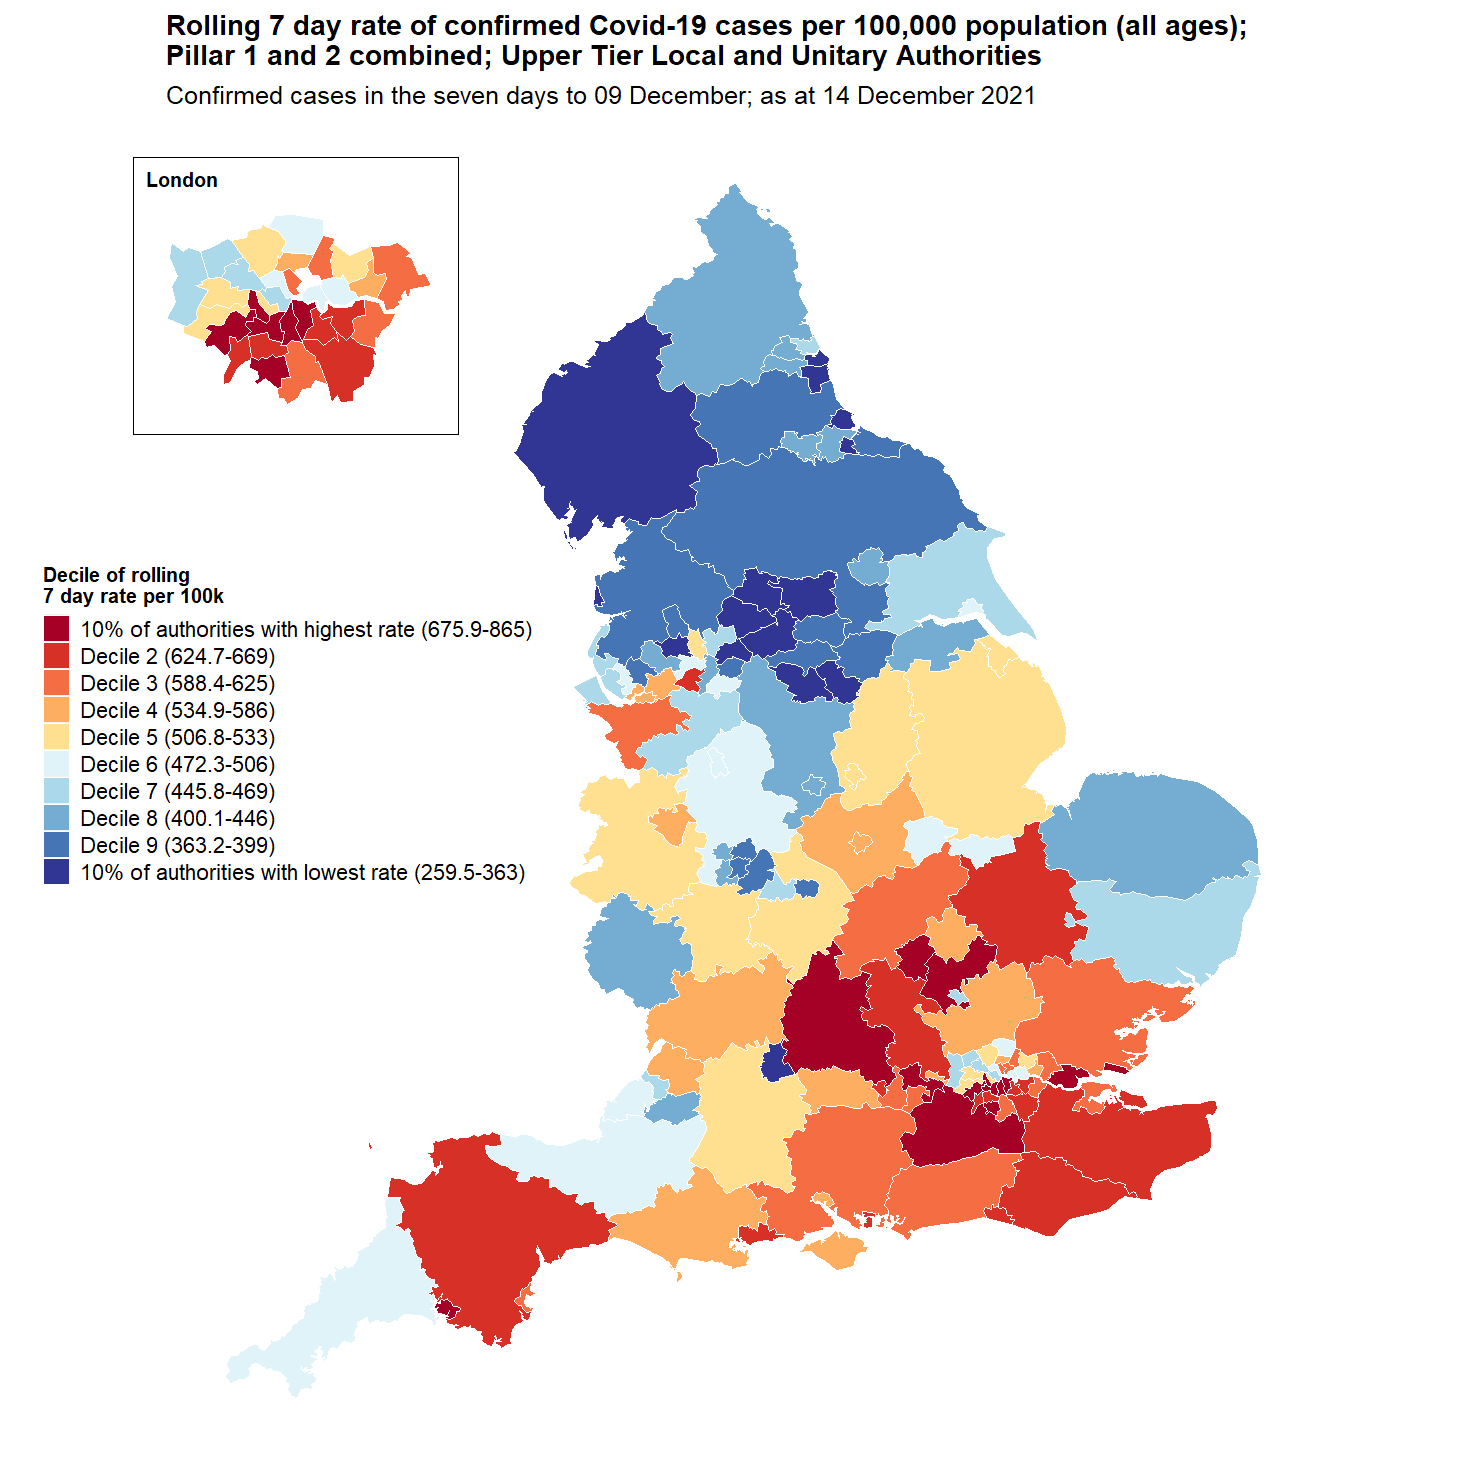 Rolling 7 day rate of confirmed Covid-19 cases per 100,000 population (all ages);
Pillar 1 and 2 combined; Upper Tier Local and Unitary Authorities
Confirmed cases in the seven days to 09 December; as at 14 December 2021
London
Decile of rolling
7 day rate per 100k
10% of authorities with highest rate (675.9-865)
Decile 2 (624.7-669)
Decile 3 (588.4-625)
Decile 4 (534.9-586)
Decile 5 (506.8-533)
Decile 6 (472.3-506)
Decile 7 (445.8-469)
Decile 8 (400.1-446)
Decile 9 (363.2-399)
10% of authorities with lowest rate (259.5-363)